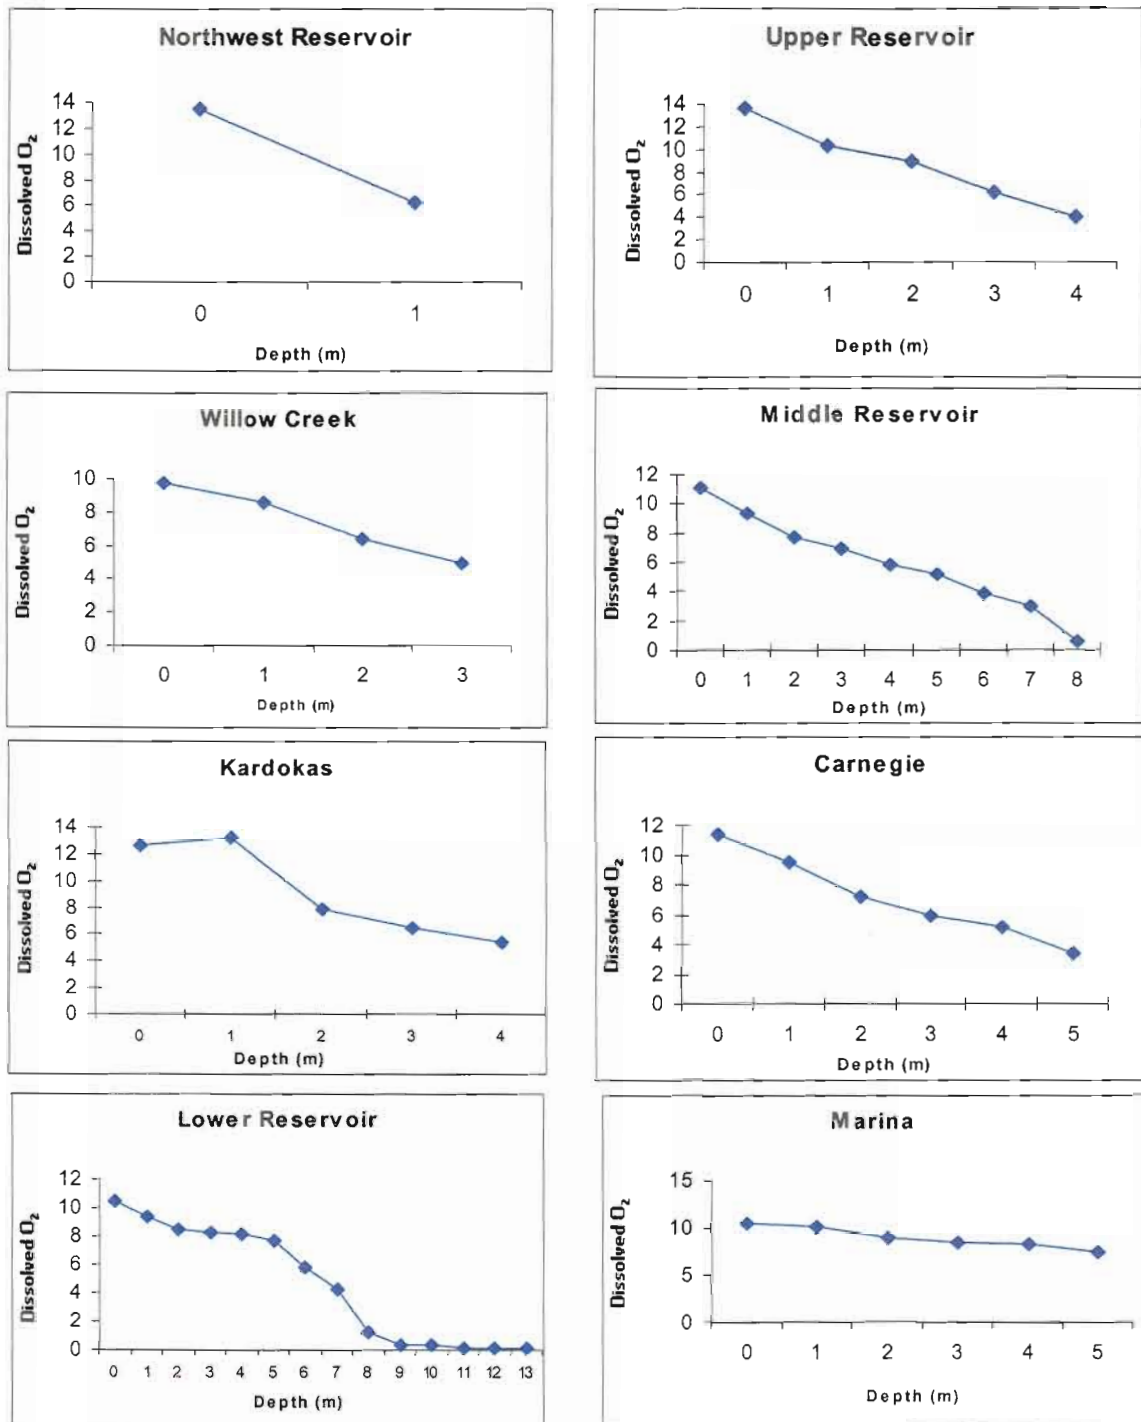 Northwest Reservoir
Dissolved O2
14
12
10
8
6
4
2
0
0 1
Depth (m)
Upper Reservoir
Dissolved O2
14
12
10
8
6
4
2
0
0 1 2 3 4
Depth (m)
Willow Creek
Dissolved O2
10
8
6
4
2
0
0 1 2 3
Depth (m)
Middle Reservoir
Dissolved O2
12
10
8
6
4
2
0
0 1 2 3 4 5 6 7 8
Depth (m)
Kardokas
Dissolved O2
14
12
10
8
6
4
2
0
0 1 2 3 4
Depth (m)
Carnegie
Dissolved O2
12
10
8
6
4
2
0
0 1 2 3 4 5
Depth (m)
Lower Reservoir
Dissolved O2
12
10
8
6
4
2
0
0 1 2 3 4 5 6 7 8 9 10 11 12 13
Depth (m)
Marina
Dissolved O2
15
10
5
0
0 1 2 3 4 5
Depth (m)